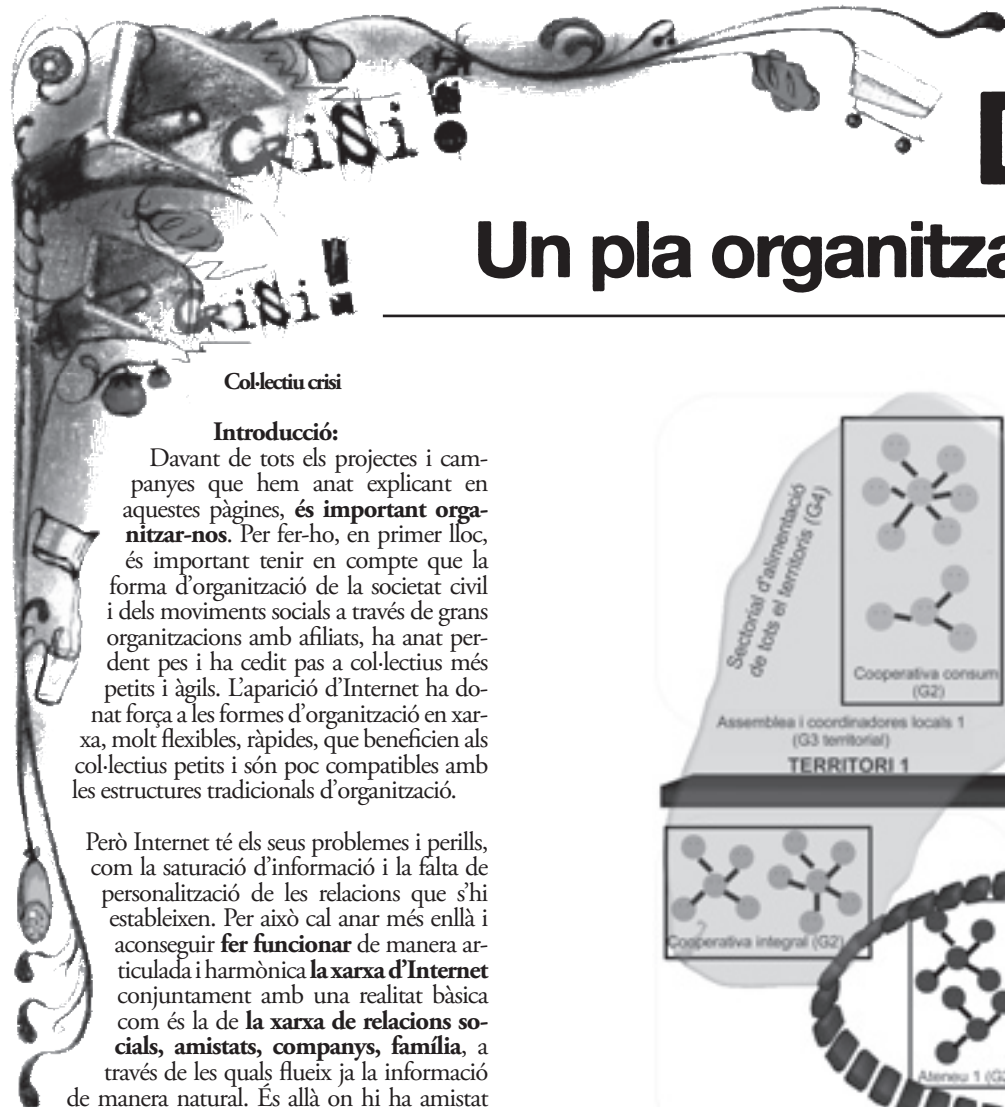 CRiSi!
CRiSi!
Un pla organitza
Col·lectiu crisi
Introducció:
Davant de tots els projectes i cam-
panyes que hem anat explicant en
aquestes pàgines, és important orga-
nitzar-nos. Per fer-ho, en primer lloc,
és important tenir en compte que la
forma d'organització de la societat civil
i dels moviments socials a través de grans
organitzacions amb afiliats, ha anat per-
dent pes i ha cedit pas a col·lectius més
petits i àgils. L'aparició d'Internet ha do-
nat força a les formes d'organització en xar-
xa, molt flexibles, ràpides, que beneficien als
col·lectius petits i són poc compatibles amb
les estructures tradicionals d'organització.
Però Internet té els seus problemes i perills,
com la saturació d'informació i la falta de
personalització de les relacions que s'hi
estableixen. Per això cal anar més enllà i
aconseguir fer funcionar de manera ar-
ticulada i harmònica la xarxa d'Internet
conjuntament amb una realitat bàsica
com és la de la xarxa de relacions so-
cials, amistats, companys, família, a
través de les quals flueix ja la informació
de manera natural. És allà on hi ha amistat
Sectorial d'alimentació
de tots el territoris (G4)
Cooperativa consum
(G2)
Assemblea i coordinadores locals 1
(G3 territorial)
TERRITORI 1
Cooperativa integral (G2)
Ateneu 1 (G2